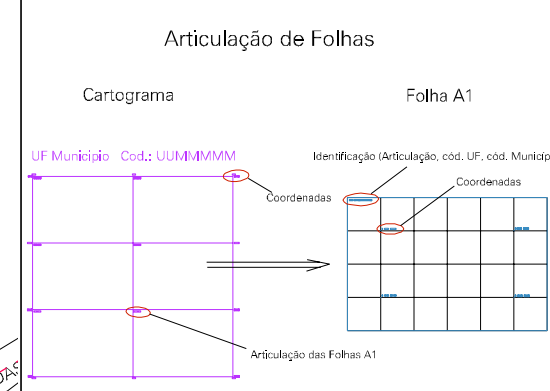 Articulação de Folhas
Cartograma
Folha A1
UF Municipio Cod.: UUMMMMM
Identificação (Articulação, cód. UF, cód. Municíp
Coordenadas
Coordenadas
Articulação das Folhas A1